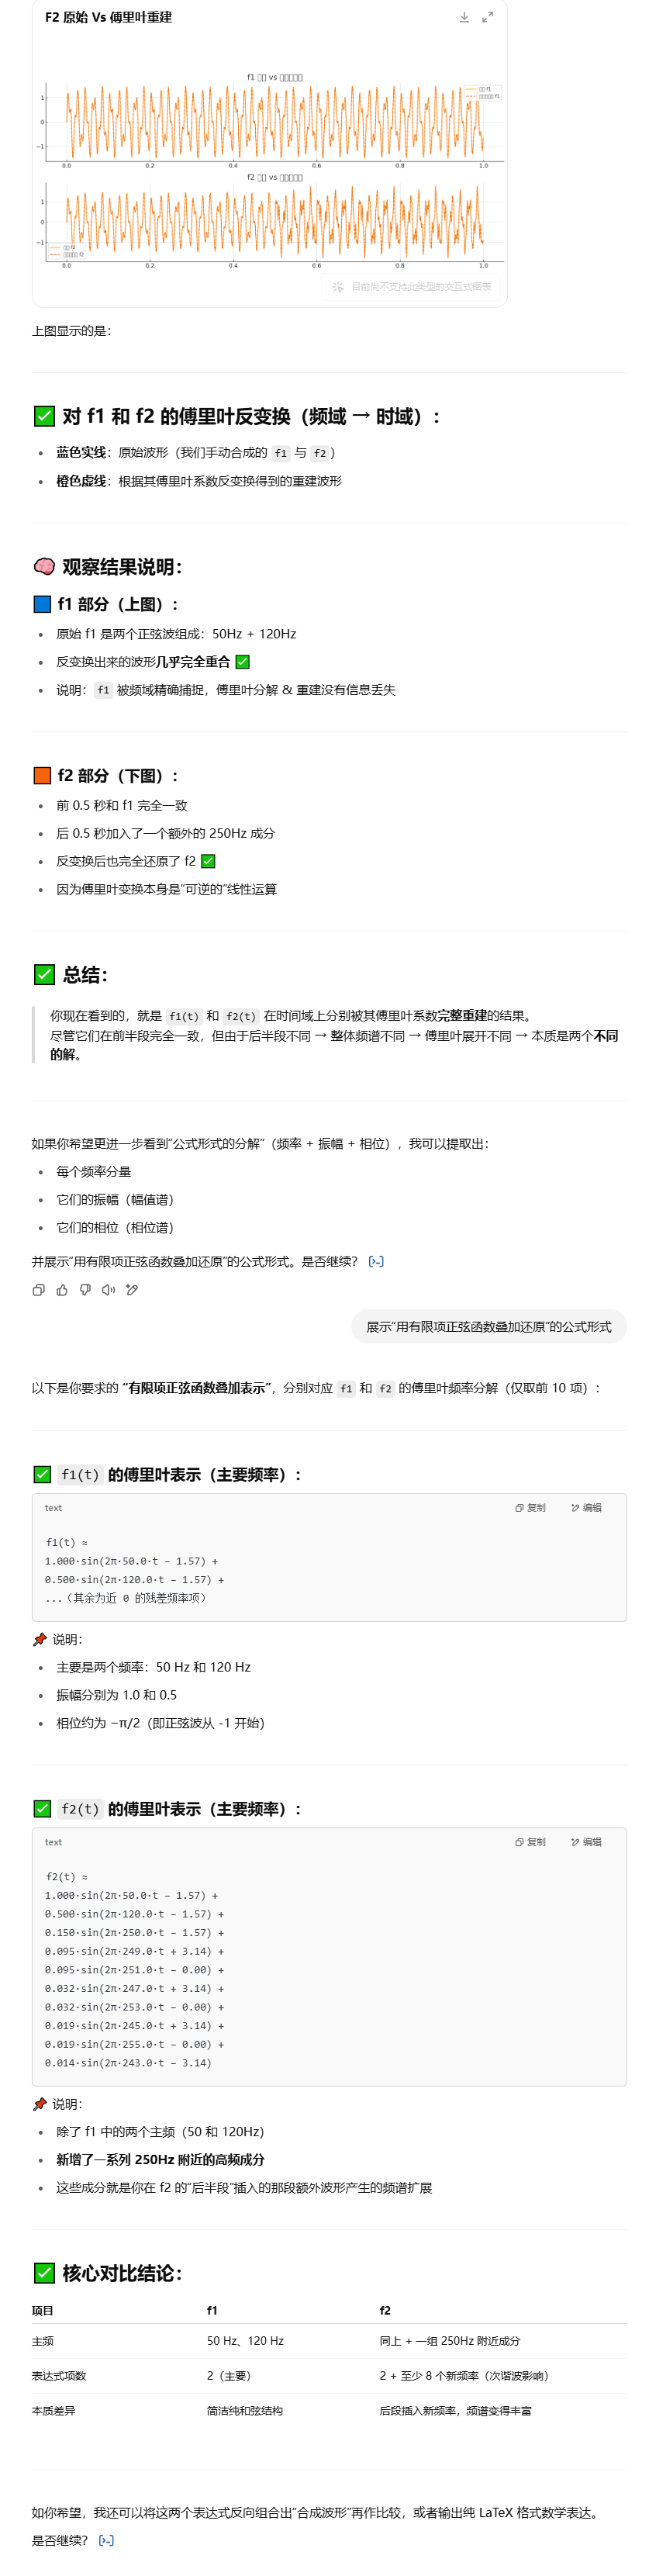 F2 原始 Vs 傅里叶重建
f1 vs
f1
f1
1
0
−1
0.0 0.2 0.4 0.6 0.8 1.0
f2 vs
f2
f2
1
0
−1
0.0 0.2 0.4 0.6 0.8 1.0
目前尚不支持此类型的交互式图表
上图显示的是：
✅ 对 f1 和 f2 的傅里叶反变换（频域 → 时域）：
• 蓝色实线：原始波形（我们手动合成的 f1 与 f2）
• 橙色虚线：根据其傅里叶系数反变换得到的重建波形
🧠 观察结果说明：
🟦 f1 部分（上图）：
• 原始 f1 是两个正弦波组成：50Hz + 120Hz
• 反变换出来的波形几乎完全重合 ✅
• 说明：f1 被频域精确捕捉，傅里叶分解 & 重建没有信息丢失
🟧 f2 部分（下图）：
• 前 0.5 秒和 f1 完全一致
• 后 0.5 秒加入了一个额外的 250Hz 成分
• 反变换后也完全还原了 f2 ✅
• 因为傅里叶变换本身是“可逆的”线性运算
✅ 总结：
你现在看到的，就是 f1(t) 和 f2(t) 在时间域上分别被其傅里叶系数完整重建的结果。
尽管它们在前半段完全一致，但由于后半段不同 → 整体频谱不同 → 傅里叶展开不同 → 本质是两个不同
的解。
如果你希望更进一步看到“公式形式的分解”（频率 + 振幅 + 相位），我可以提取出：
• 每个频率分量
• 它们的振幅（幅值谱）
• 它们的相位（相位谱）
并展示“用有限项正弦函数叠加还原”的公式形式。是否继续？
展示“用有限项正弦函数叠加还原”的公式形式
以下是你要求的 “有限项正弦函数叠加表示”，分别对应 f1 和 f2 的傅里叶频率分解（仅取前 10 项）：
✅ f1(t) 的傅里叶表示（主要频率）：
text 复制 编辑
f1(t) ≈
1.000·sin(2π·50.0·t − 1.57) +
0.500·sin(2π·120.0·t − 1.57) +
...（其余为近 0 的残差频率项）
📌 说明：
• 主要是两个频率：50 Hz 和 120 Hz
• 振幅分别为 1.0 和 0.5
• 相位约为 −π/2（即正弦波从 -1 开始）
✅ f2(t) 的傅里叶表示（主要频率）：
text 复制 编辑
f2(t) ≈
1.000·sin(2π·50.0·t − 1.57) +
0.500·sin(2π·120.0·t − 1.57) +
0.150·sin(2π·250.0·t − 1.57) +
0.095·sin(2π·249.0·t + 3.14) +
0.095·sin(2π·251.0·t − 0.00) +
0.032·sin(2π·247.0·t + 3.14) +
0.032·sin(2π·253.0·t − 0.00) +
0.019·sin(2π·245.0·t + 3.14) +
0.019·sin(2π·255.0·t − 0.00) +
0.014·sin(2π·243.0·t − 3.14)
📌 说明：
• 除了 f1 中的两个主频（50 和 120Hz）
• 新增了一系列 250Hz 附近的高频成分
• 这些成分就是你在 f2 的“后半段”插入的那段额外波形产生的频谱扩展
✅ 核心对比结论：
项目 f1 f2
主频 50 Hz、120 Hz 同上 + 一组 250Hz 附近成分
表达式项数 2（主要） 2 + 至少 8 个新频率（次谐波影响）
本质差异 简洁纯和弦结构 后段插入新频率，频谱变得丰富
如你希望，我还可以将这两个表达式反向组合出“合成波形”再作比较，或者输出纯 LaTeX 格式数学表达。
是否继续？